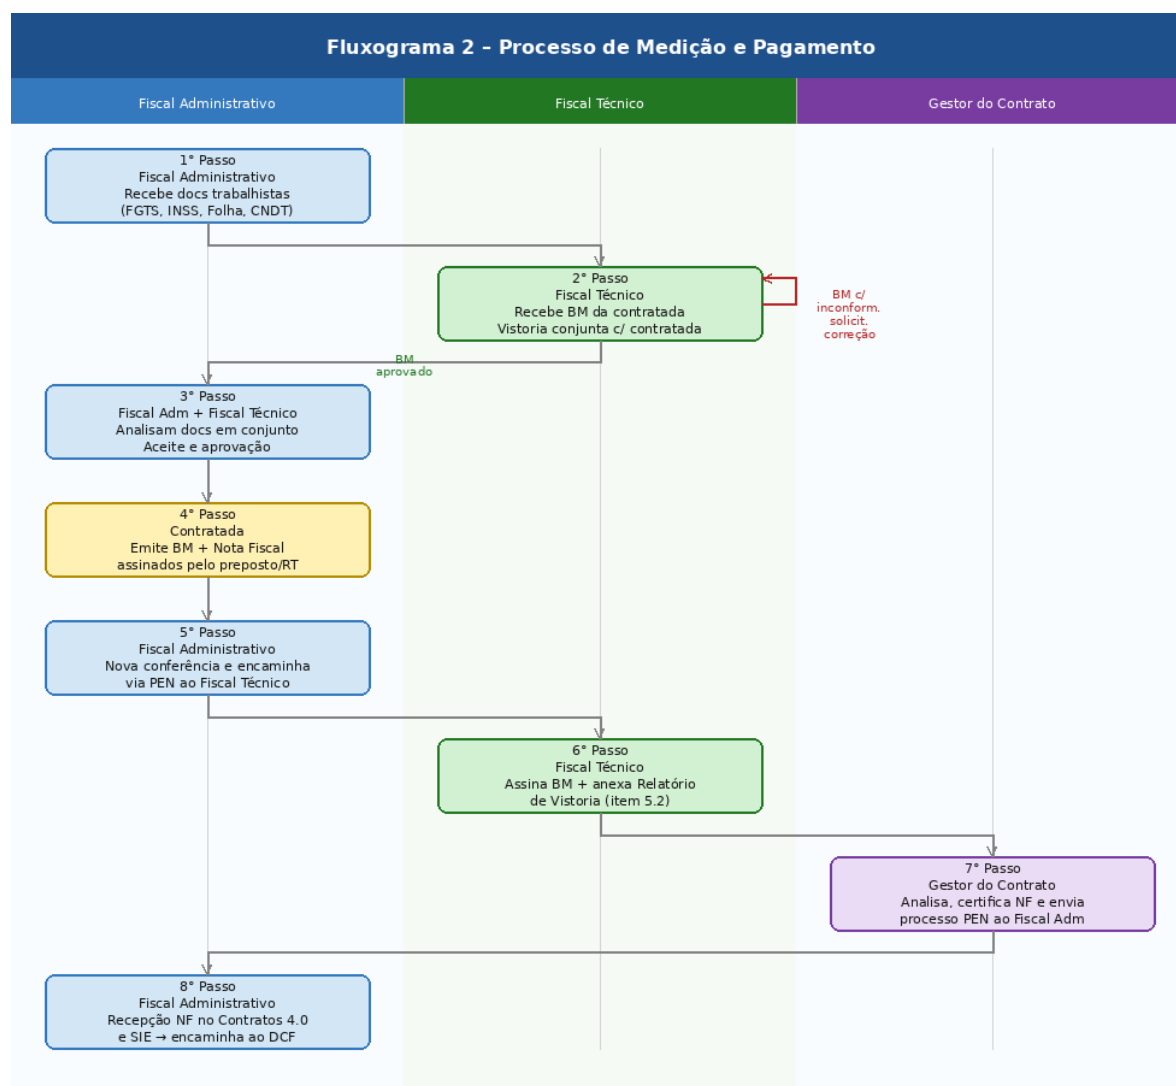 Fluxograma 2 – Processo de Medição e Pagamento
Fiscal Administrativo
Fiscal Técnico
Gestor do Contrato
1° Passo
Fiscal Administrativo
Recebe docs trabalhistas
(FGTS, INSS, Folha, CNDT)
2° Passo
Fiscal Técnico
Recebe BM da contratada
Vistoria conjunta c/ contratada
BM c/
inconform.
solicit.
correção
BM
aprovado
3° Passo
Fiscal Adm + Fiscal Técnico
Analisam docs em conjunto
Aceite e aprovação
4° Passo
Contratada
Emite BM + Nota Fiscal
assinados pelo preposto/RT
5° Passo
Fiscal Administrativo
Nova conferência e encaminha
via PEN ao Fiscal Técnico
6° Passo
Fiscal Técnico
Assina BM + anexa Relatório
de Vistoria (item 5.2)
7° Passo
Gestor do Contrato
Analisa, certifica NF e envia
processo PEN ao Fiscal Adm
8° Passo
Fiscal Administrativo
Recepção NF no Contratos 4.0
e SIE → encaminha ao DCF